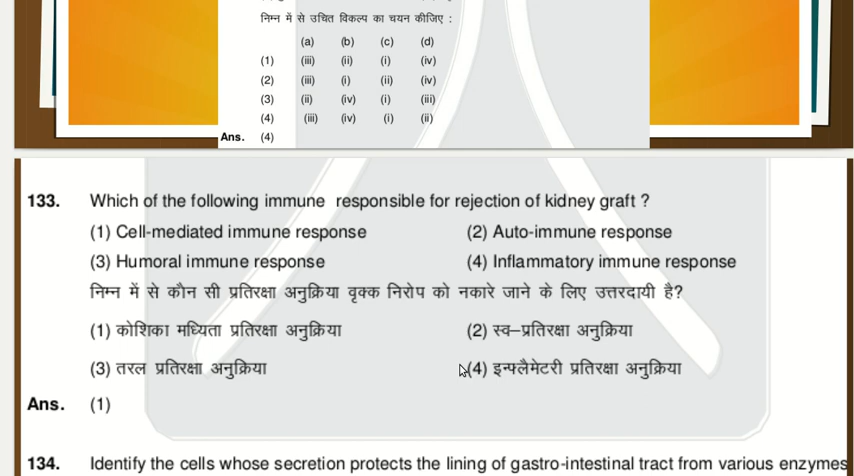 निम्न में से उचित विकल्प का चयन कीजिए :
(a) (b) (c) (d)
(1) (iii) (ii) (i) (iv)
(2) (iii) (i) (ii) (iv)
(3) (ii) (iv) (i) (iii)
(4) (iii) (iv) (i) (ii)
Ans. (4)
133. Which of the following immune responsible for rejection of kidney graft ?
(1) Cell-mediated immune response (2) Auto-immune response
(3) Humoral immune response (4) Inflammatory immune response
निम्न में से कौन सी प्रतिरक्षा अनुक्रिया वृक्क निरोप को नकारे जाने के लिए उत्तरदायी है?
(1) कोशिका मध्यिता प्रतिरक्षा अनुक्रिया (2) स्व–प्रतिरक्षा अनुक्रिया
(3) तरल प्रतिरक्षा अनुक्रिया (4) इन्फ्लैमेटरी प्रतिरक्षा अनुक्रिया
Ans. (1)
134. Identify the cells whose secretion protects the lining of gastro-intestinal tract from various enzymes